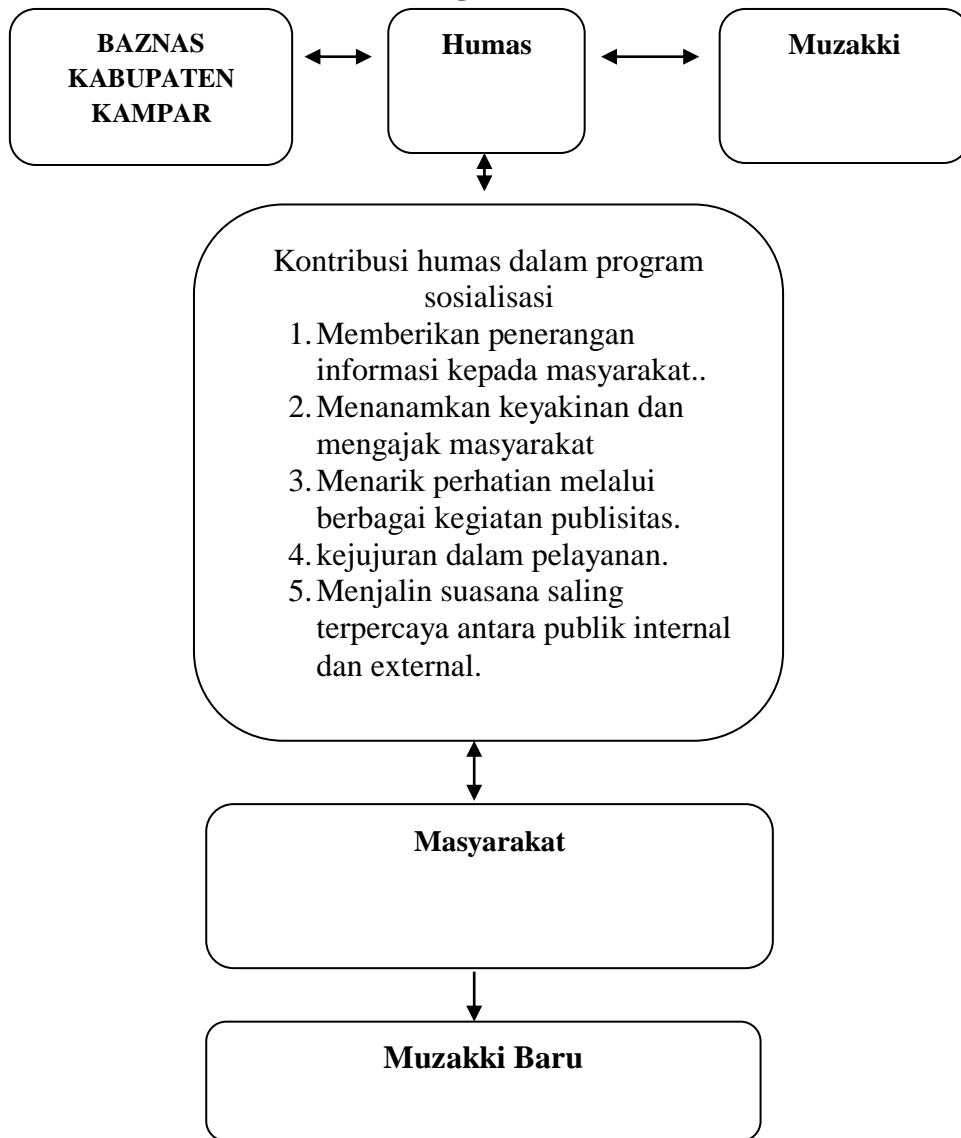 BAZNAS
KABUPATEN
KAMPAR
Humas
Muzakki
Kontribusi humas dalam program
sosialisasi
1. Memberikan penerangan
informasi kepada masyarakat..
2. Menanamkan keyakinan dan
mengajak masyarakat
3. Menarik perhatian melalui
berbagai kegiatan publisitas.
4. kejujuran dalam pelayanan.
5. Menjalin suasana saling
terpercaya antara publik internal
dan external.
Masyarakat
Muzakki Baru